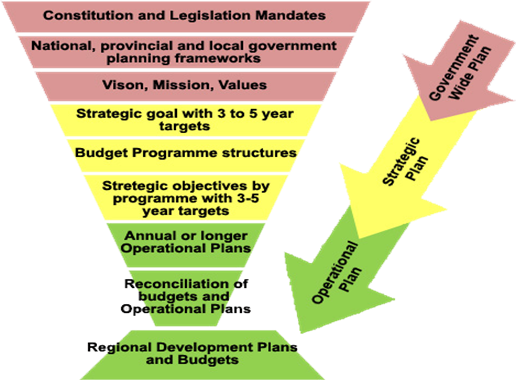 Constitution and Legislation Mandates
National, provincial and local government
planning frameworks
Vison, Mission, Values
Strategic goal with 3 to 5 year
targets
Budget Programme structures
Stretegic objectives by
programme with 3-5
year targets
Annual or longer
Operational Plans
Reconciliation of
budgets and
Operational Plans
Regional Development Plans
and Budgets
Government
Wide Plan
Strategic
Plan
Operational
Plan